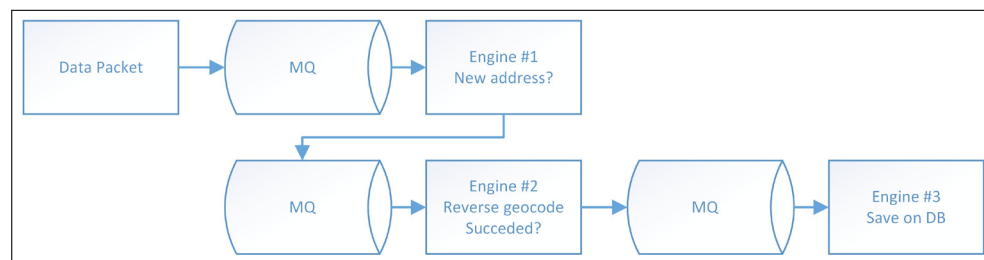 Data Packet
MQ
Engine #1
New address?
MQ
Engine #2
Reverse geocode
Succeded?
MQ
Engine #3
Save on DB